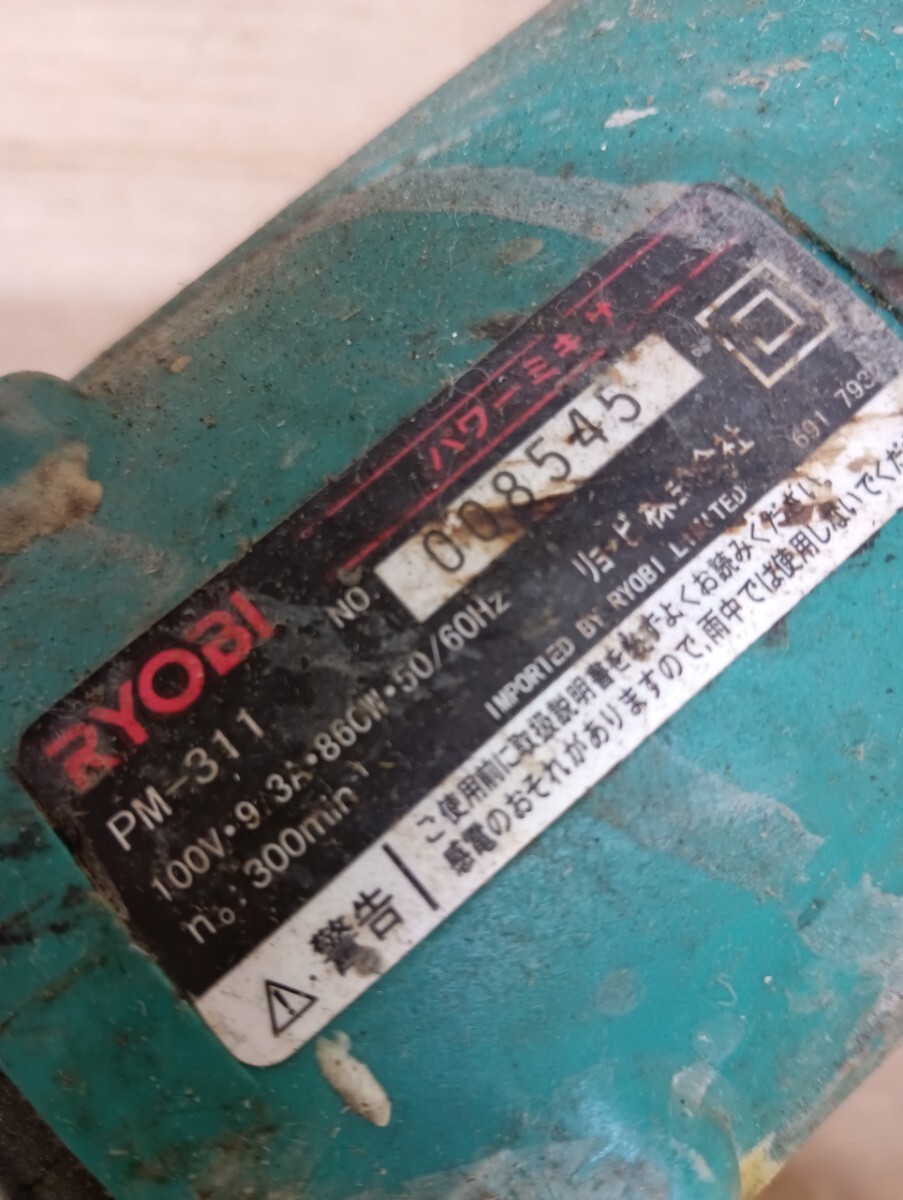 パワーミキサ
RYOBI
NO. 008545
PM-311
100V・9.3A・860W・50/60Hz
n₀: 300min⁻¹
リョービ株式会社
691 793
IMPORTED BY RYOBI LIMITED
警告
ご使用前に取扱説明書を必ずよくお読みください。
感電のおそれがありますので、雨中では使用しないでくだ